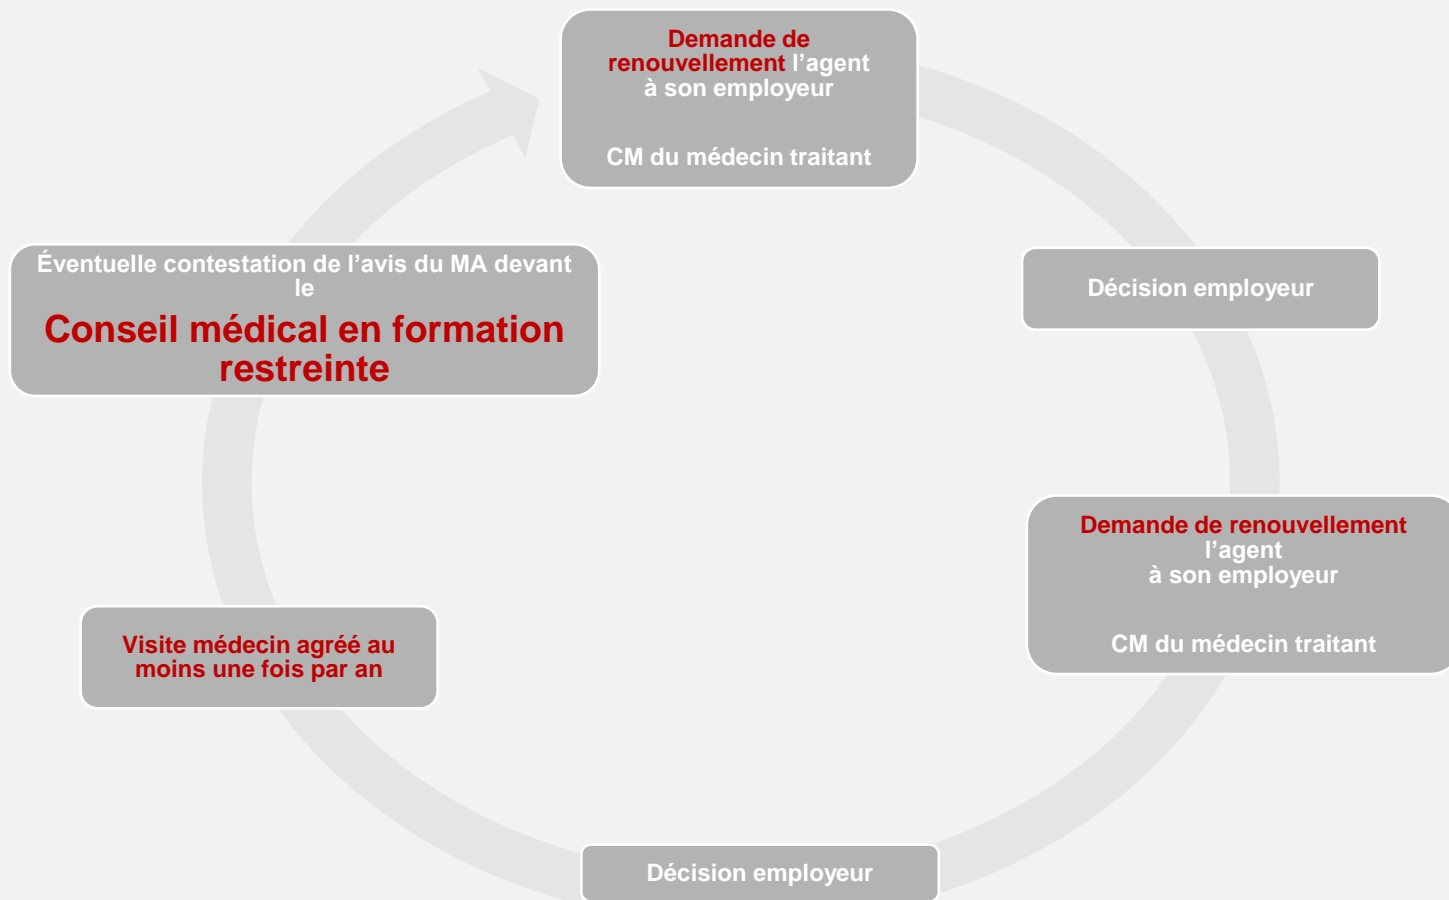 Demande de
renouvellement l’agent
à son employeur
CM du médecin traitant
Décision employeur
Demande de renouvellement
l’agent
à son employeur
CM du médecin traitant
Décision employeur
Visite médecin agréé au
moins une fois par an
Éventuelle contestation de l’avis du MA devant
le
Conseil médical en formation
restreinte